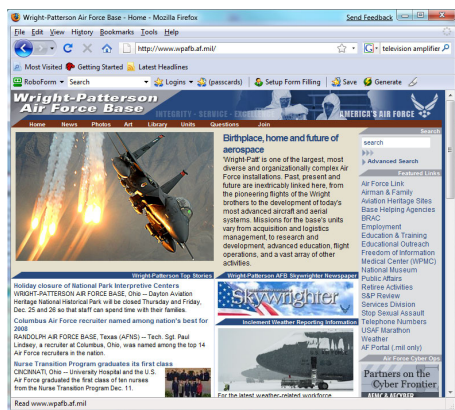 Wright-Patterson Air Force Base - Home - Mozilla Firefox
Send Feedback
File Edit View History Bookmarks Tools Help
http://www.wpafb.af.mil/
television amplifier
Most Visited Getting Started Latest Headlines
RoboForm Search Logins (passcards) Setup Form Filling Save Generate
Wright-Patterson
Air Force Base
INTEGRITY - SERVICE -
AMERICA'S AIR FORCE
Home News Photos Art Library Units Questions Join
Search
search
Advanced Search
Birthplace, home and future of
aerospace
'Wright-Patt' is one of the largest, most
diverse and organizationally complex Air
Force installations. Past, present and
future are inextricably linked here, from
the pioneering flights of the Wright
brothers to the development of today's
most advanced aircraft and aerial
systems. Missions for the base's units
vary from acquisition and logistics
management, to research and
development, advanced education, flight
operations, and a vast array of other
activities.
Featured Links
Air Force Link
Airman & Family
Aviation Heritage Sites
Base Helping Agencies
BRAC
Employment
Education & Training
Educational Outreach
Freedom of Information
Medical Center (WPMC)
National Museum
Public Affairs
Retiree Activities
S&P Review
Services Division
Stop Sexual Assault
Telephone Numbers
USAF Marathon
Weather
AF Portal (.mil only)
Air Force Cyber Ops
Partners on the
Cyber Frontier
Wright-Patterson Top Stories
Holiday closure of National Park Interpretive Centers
WRIGHT-PATTERSON AIR FORCE BASE, Ohio — Dayton Aviation
Heritage National Historical Park will be closed Thursday and Friday,
Dec. 25 and 26 so that staff can spend time with their families.
Columbus Air Force recruiter named among nation's best for
2008
RANDOLPH AIR FORCE BASE, Texas (AFNS) — Tech. Sgt. Paul
Lindsey, a recruiter at Columbus, Ohio, was named among the top 14
Air Force recruiters in the nation.
Nurse Transition Program graduates its first class
CINCINNATI, Ohio — University Hospital and the U.S.
Air Force graduated the first class of ten nurses
from the Nurse Transition Program Dec. 11.
Wright-Patterson AFB Skywrighter Newspaper
Skywrighter
Inclement Weather Reporting Information
For the latest weather-related workforce
Read www.wpafb.af.mil